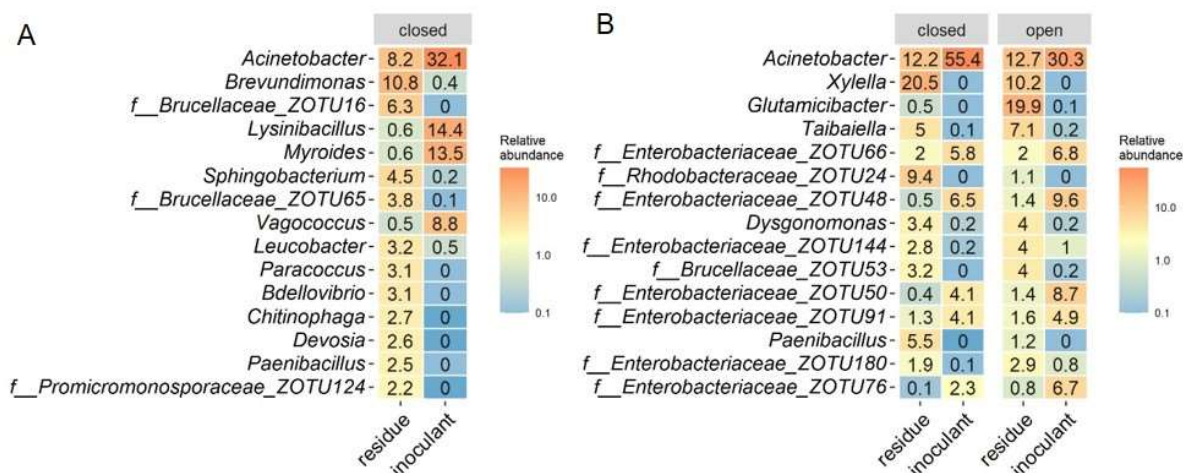 A
closed
Acinetobacter 8.2 32.1
Brevundimonas 10.8 0.4
f__Brucellaceae_ZOTU16 6.3 0
Lysinibacillus 0.6 14.4
Myroides 0.6 13.5
Sphingobacterium 4.5 0.2
f__Brucellaceae_ZOTU65 3.8 0.1
Vagococcus 0.5 8.8
Leucobacter 3.2 0.5
Paracoccus 3.1 0
Bdellovibrio 3.1 0
Chitinophaga 2.7 0
Devosia 2.6 0
Paenibacillus 2.5 0
f__Promicromonosporaceae_ZOTU124 2.2 0
residue inoculant
Relative
abundance
10.0
1.0
0.1
B
closed open
Acinetobacter 12.2 55.4 12.7 30.3
Xylella 20.5 0 10.2 0
Glutamicibacter 0.5 0 19.9 0.1
Taibaiella 5 0.1 7.1 0.2
f__Enterobacteriaceae_ZOTU66 2 5.8 2 6.8
f__Rhodobacteraceae_ZOTU24 9.4 0 1.1 0
f__Enterobacteriaceae_ZOTU48 0.5 6.5 1.4 9.6
Dysgonomonas 3.4 0.2 4 0.2
f__Enterobacteriaceae_ZOTU144 2.8 0.2 4 1
f__Brucellaceae_ZOTU53 3.2 0 4 0.2
f__Enterobacteriaceae_ZOTU50 0.4 4.1 1.4 8.7
f__Enterobacteriaceae_ZOTU91 1.3 4.1 1.6 4.9
Paenibacillus 5.5 0 1.2 0
f__Enterobacteriaceae_ZOTU180 1.9 0.1 2.9 0.8
f__Enterobacteriaceae_ZOTU76 0.1 2.3 0.8 6.7
residue inoculant residue inoculant
Relative
abundance
10.0
1.0
0.1